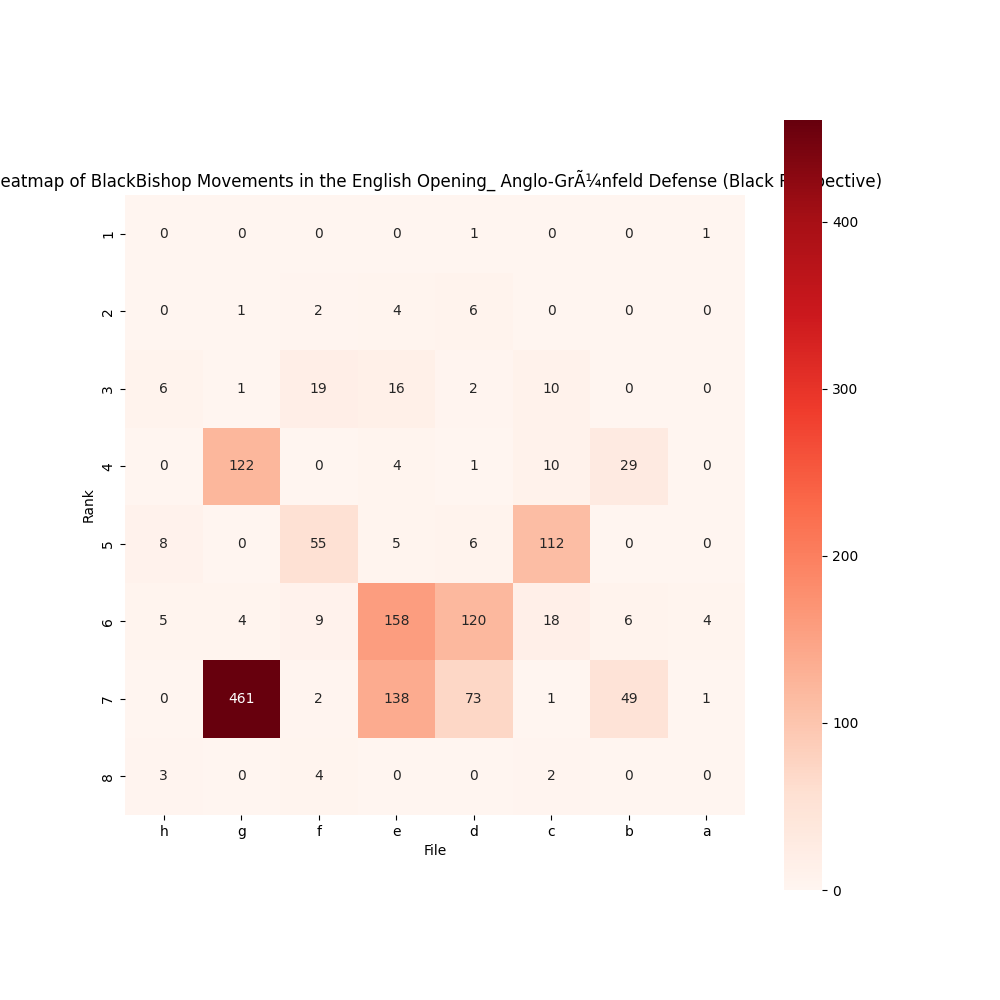 eatmap of BlackBishop Movements in the English Opening_ Anglo-GrÃ¼nfeld Defense (Black pective)
1 0 0 0 0 1 0 0 1
2 0 1 2 4 6 0 0 0
3 6 1 19 16 2 10 0 0
4 0 122 0 4 1 10 29 0
5 8 0 55 5 6 112 0 0
6 5 4 9 158 120 18 6 4
7 0 461 2 138 73 1 49 1
8 3 0 4 0 0 2 0 0
h g f e d c b a
File
Rank
400
300
200
100
0